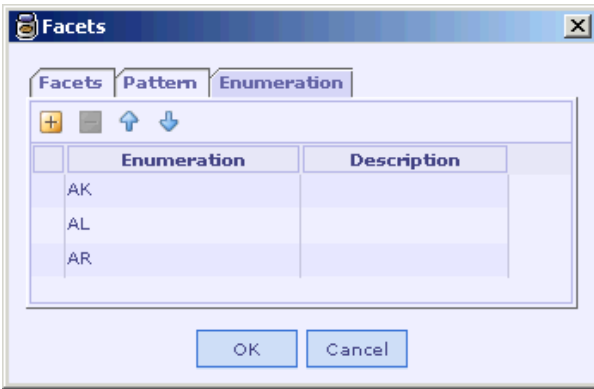 Facets
Facets Pattern Enumeration
Enumeration Description
AK
AL
AR
OK Cancel